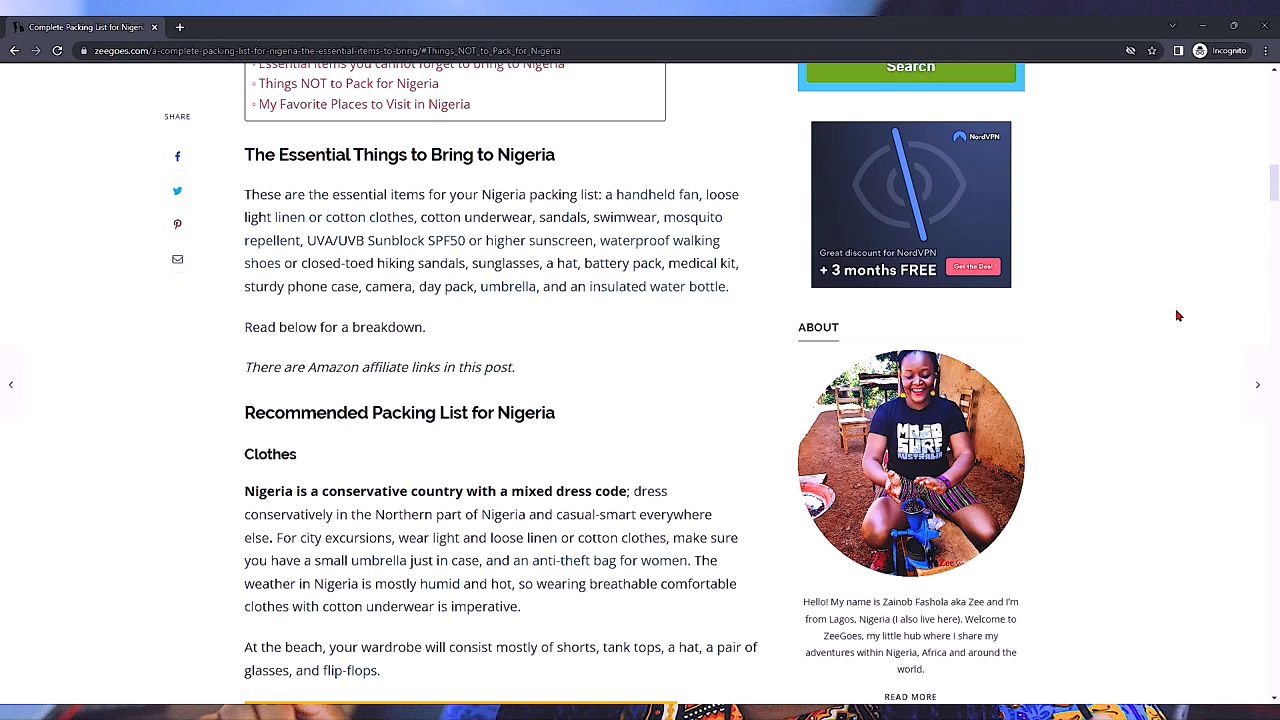 Complete Packing List for Nigeri
zeegoes.com/a-complete-packing-list-for-nigeria-the-essential-items-to-bring/#Things_NOT_to_Pack_for_Nigeria
Incognito
Essential items you cannot forget to bring to Nigeria
Things NOT to Pack for Nigeria
My Favorite Places to Visit in Nigeria
SHARE
The Essential Things to Bring to Nigeria
These are the essential items for your Nigeria packing list: a handheld fan, loose
light linen or cotton clothes, cotton underwear, sandals, swimwear, mosquito
repellent, UVA/UVB Sunblock SPF50 or higher sunscreen, waterproof walking
shoes or closed-toed hiking sandals, sunglasses, a hat, battery pack, medical kit,
sturdy phone case, camera, day pack, umbrella, and an insulated water bottle.
Read below for a breakdown.
There are Amazon affiliate links in this post.
Recommended Packing List for Nigeria
Clothes
Nigeria is a conservative country with a mixed dress code; dress
conservatively in the Northern part of Nigeria and casual-smart everywhere
else. For city excursions, wear light and loose linen or cotton clothes, make sure
you have a small umbrella just in case, and an anti-theft bag for women. The
weather in Nigeria is mostly humid and hot, so wearing breathable comfortable
clothes with cotton underwear is imperative.
At the beach, your wardrobe will consist mostly of shorts, tank tops, a hat, a pair of
glasses, and flip-flops.
Search
NordVPN
Great discount for NordVPN
+ 3 months FREE
Get the Deal
ABOUT
MOJO
SURF
AUSTRALIA
Hello! My name is Zainob Fashola aka Zee and I'm
from Lagos, Nigeria (I also live here). Welcome to
ZeeGoes, my little hub where I share my
adventures within Nigeria, Africa and around the
world.
READ MORE